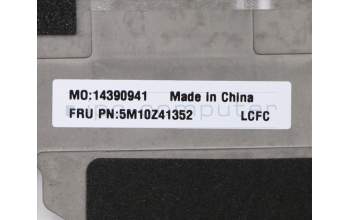 MO:14390941 Made in China
FRU PN:5M10Z41352 LCFC